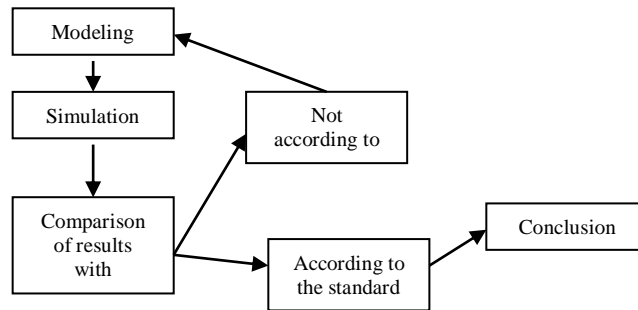 Modeling
Simulation
Not
according to
Comparison
of results
with
Conclusion
According to
the standard